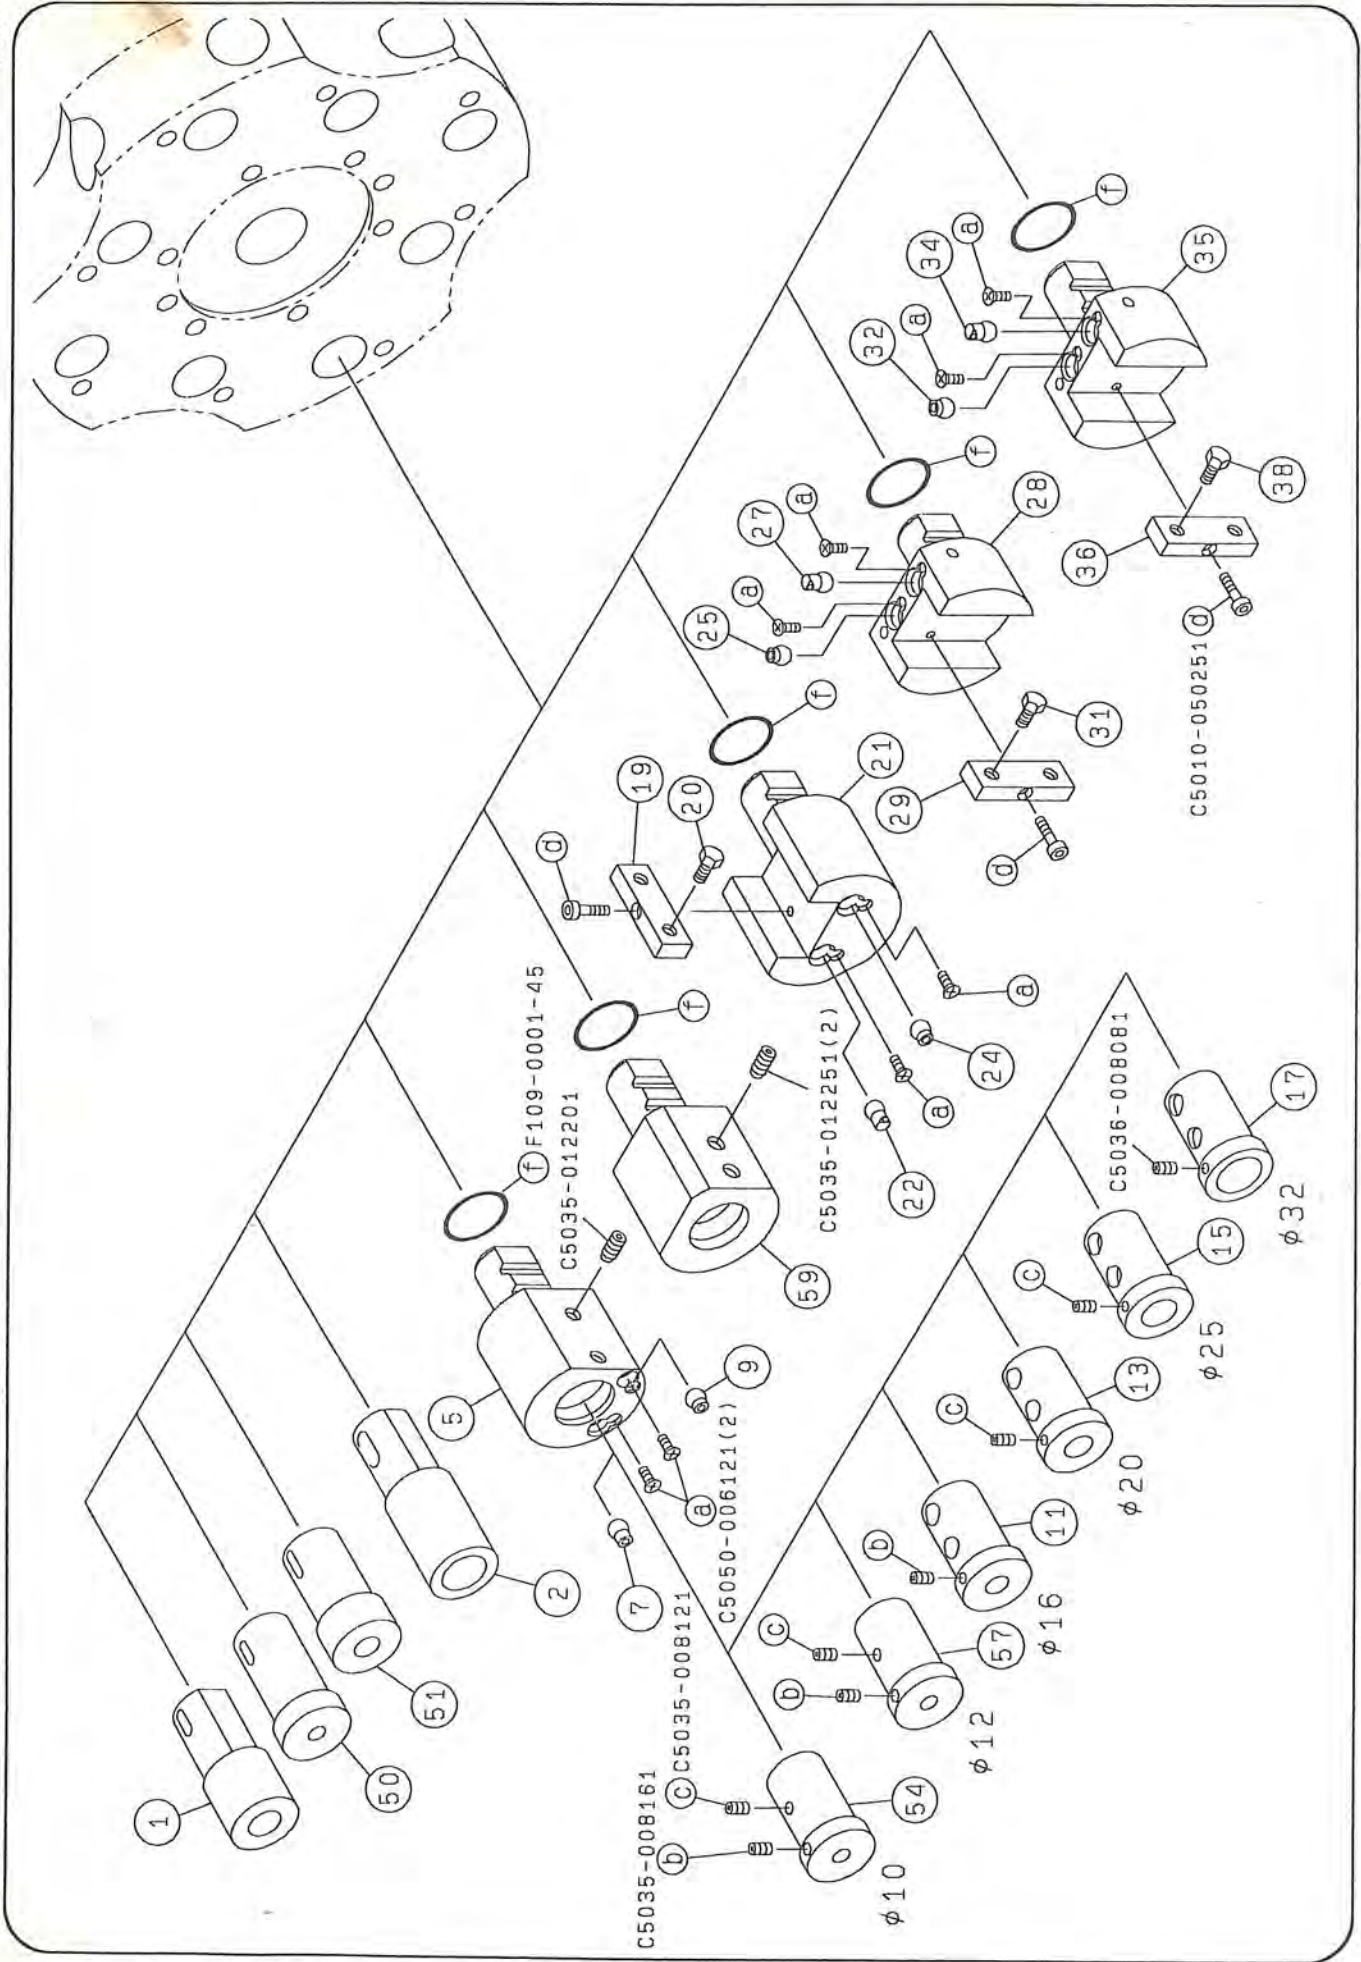 1
50
51
2
5
f F109-0001-45
C5035-012201
7
a
9
C5050-006121(2)
59
f
C5035-012251(2)
d
19
20
f
21
22
a
24
a
25
a
27
a
f
28
29
31
d
32
a
34
a
f
35
36
38
d
C5010-050251
C5035-008161
b
c C5035-008121
54
φ10
b
c
57
φ12
b
11
φ16
c
13
φ20
c
15
φ25
C5036-008081
17
φ32